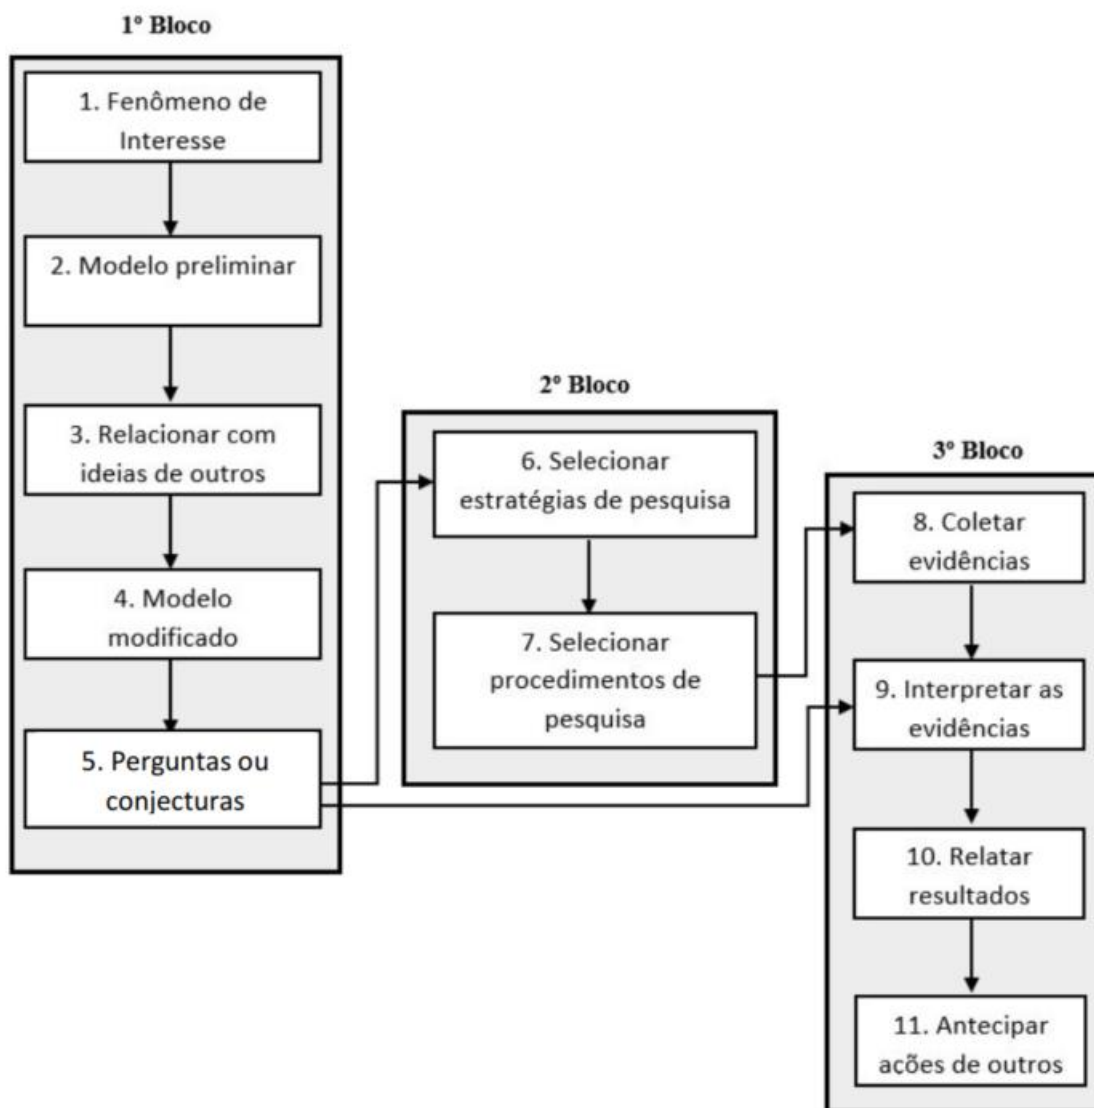 1º Bloco
1. Fenômeno de
Interesse
2. Modelo preliminar
3. Relacionar com
ideias de outros
4. Modelo
modificado
5. Perguntas ou
conjecturas
2º Bloco
6. Selecionar
estratégias de pesquisa
7. Selecionar
procedimentos de
pesquisa
3º Bloco
8. Coletar
evidências
9. Interpretar as
evidências
10. Relatar
resultados
11. Antecipar
ações de outros